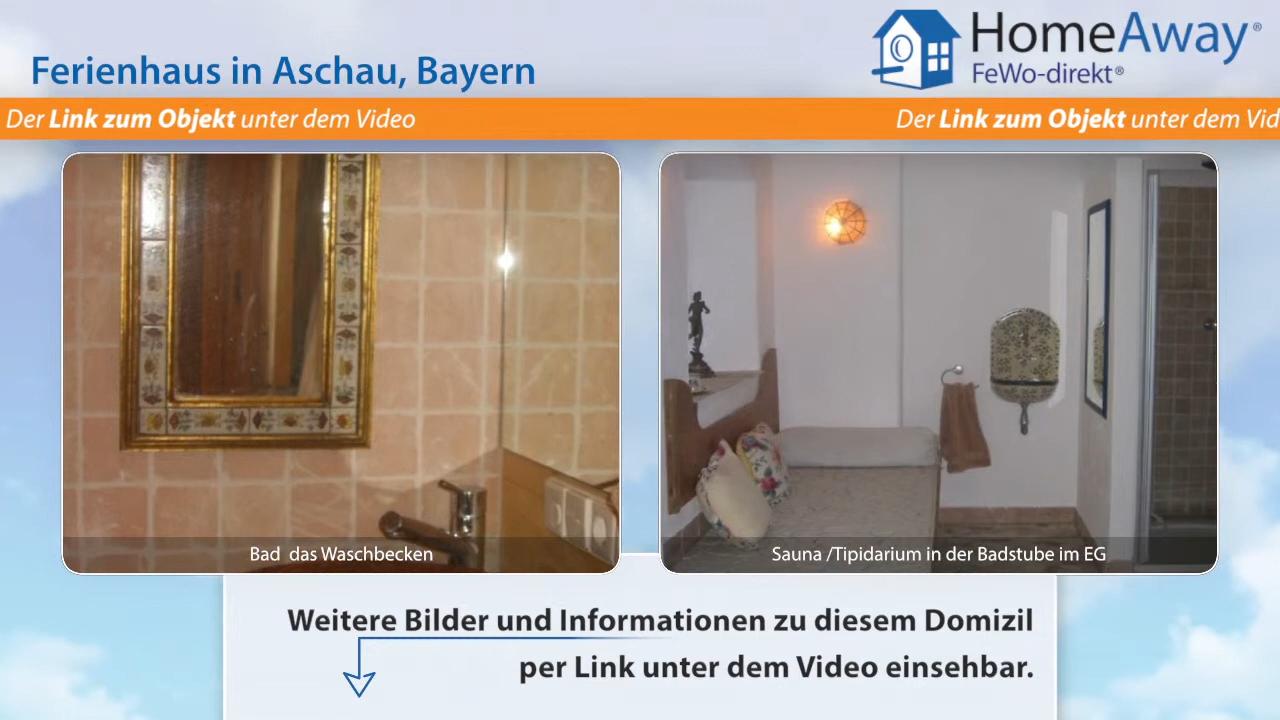 Ferienhaus in Aschau, Bayern
HomeAway®
FeWo-direkt®
Der Link zum Objekt unter dem Video
Der Link zum Objekt unter dem Vid
Bad das Waschbecken
Sauna /Tipidarium in der Badstube im EG
Weitere Bilder und Informationen zu diesem Domizil
per Link unter dem Video einsehbar.